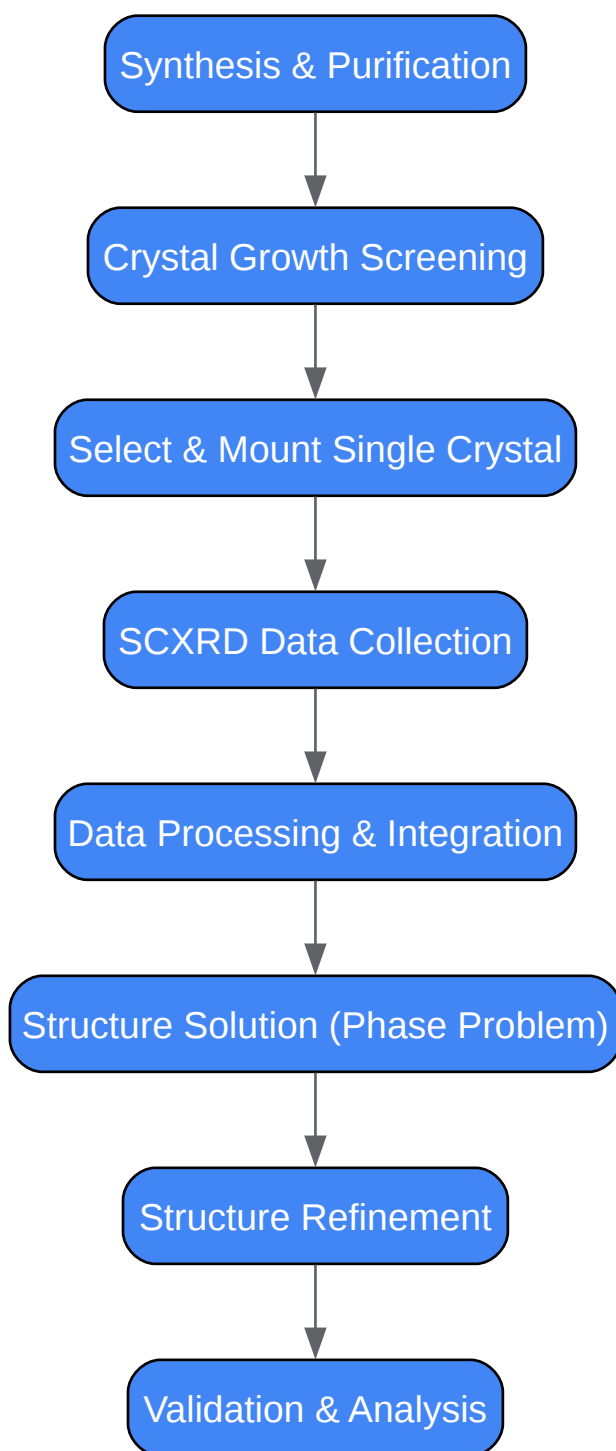 Synthesis & Purification
Crystal Growth Screening
Select & Mount Single Crystal
SCXRD Data Collection
Data Processing & Integration
Structure Solution (Phase Problem)
Structure Refinement
Validation & Analysis